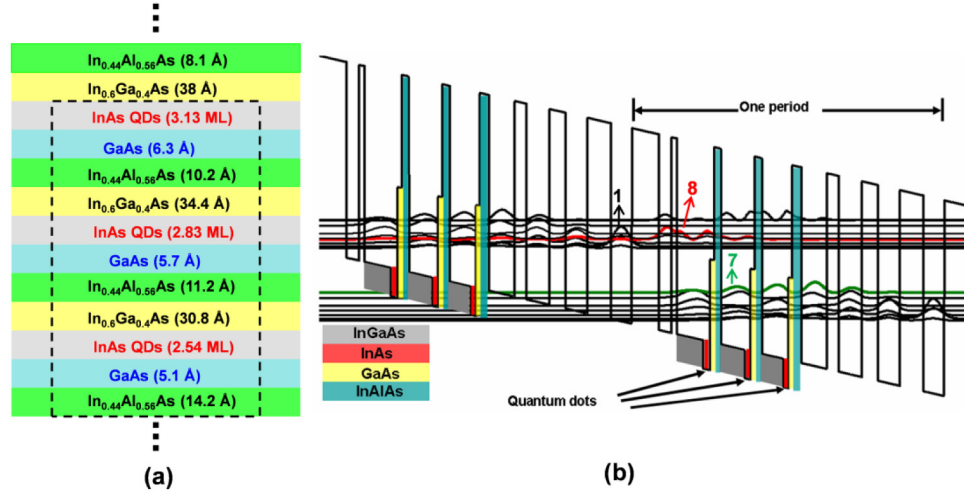 In0.44Al0.56As (8.1 Å)
In0.6Ga0.4As (38 Å)
InAs QDs (3.13 ML)
GaAs (6.3 Å)
In0.44Al0.56As (10.2 Å)
In0.6Ga0.4As (34.4 Å)
InAs QDs (2.83 ML)
GaAs (5.7 Å)
In0.44Al0.56As (11.2 Å)
In0.6Ga0.4As (30.8 Å)
InAs QDs (2.54 ML)
GaAs (5.1 Å)
In0.44Al0.56As (14.2 Å)
(a)
One period
1
8
7
InGaAs
InAs
GaAs
InAlAs
Quantum dots
(b)